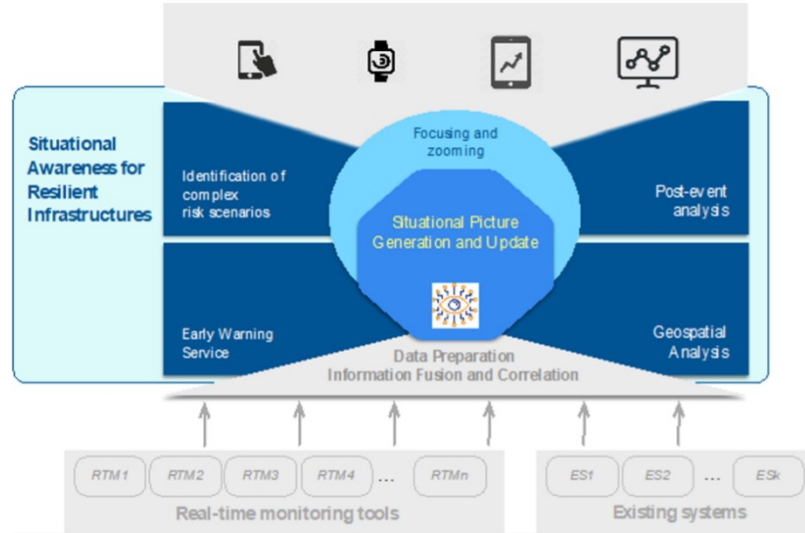 Situational
Awareness for
Resilient
Infrastructures
Focusing and
zooming
Identification of
complex
risk scenarios
Situational Picture
Generation and Update
Post-event
analysis
Early Warning
Service
Geospatial
Analysis
Data Preparation
Information Fusion and Correlation
RTM1 RTM2 RTM3 RTM4 ... RTMn
ES1 ES2 ... ESk
Real-time monitoring tools
Existing systems